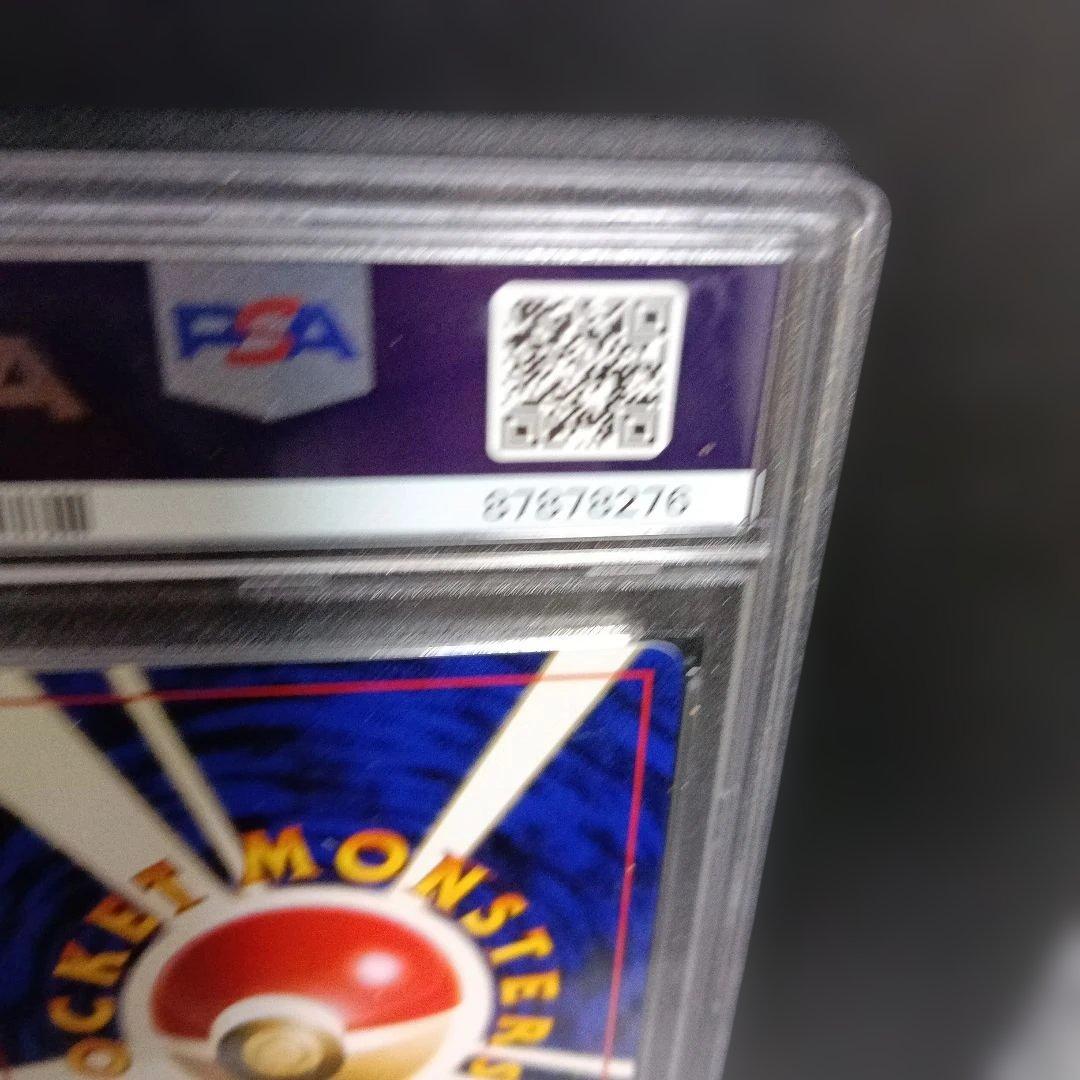 PSA
A
87878276
POCKET MONSTERS